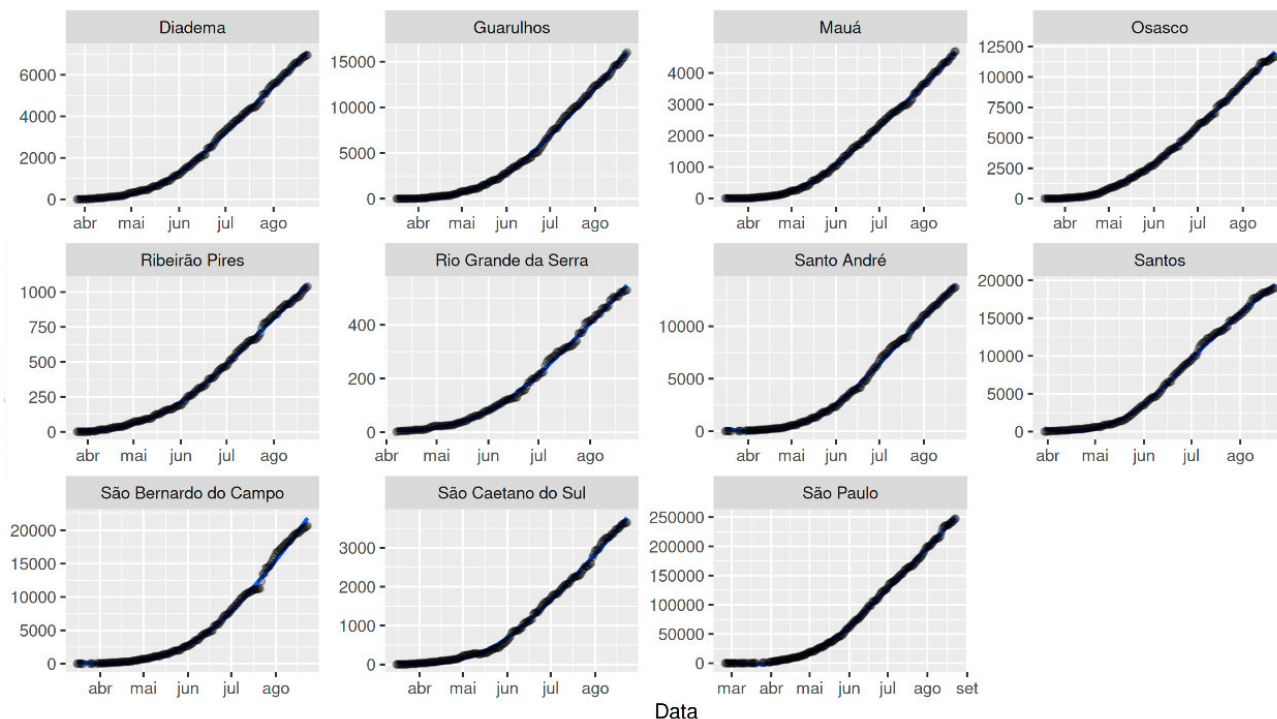 Diadema
6000
4000
2000
0
abr mai jun jul ago
Guarulhos
15000
10000
5000
0
abr mai jun jul ago
Mauá
4000
3000
2000
1000
0
abr mai jun jul ago
Osasco
12500
10000
7500
5000
2500
0
abr mai jun jul ago
Ribeirão Pires
1000
750
500
250
0
abr mai jun jul ago
Rio Grande da Serra
400
200
0
abr mai jun jul ago
Santo André
10000
5000
0
abr mai jun jul ago
Santos
20000
15000
10000
5000
0
abr mai jun jul ago
São Bernardo do Campo
20000
15000
10000
5000
0
abr mai jun jul ago
São Caetano do Sul
3000
2000
1000
0
abr mai jun jul ago
São Paulo
250000
200000
150000
100000
50000
0
mar abr mai jun jul ago set
Data